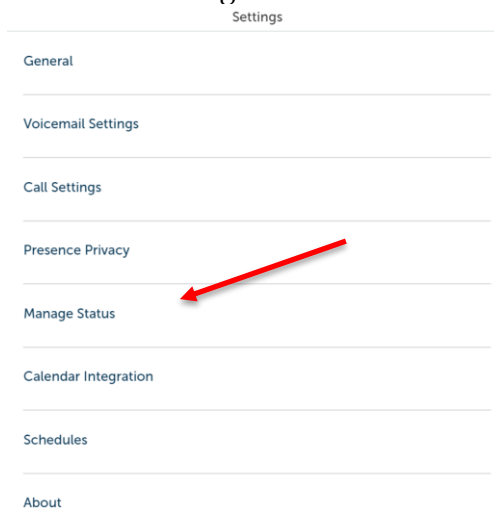 Settings
General
Voicemail Settings
Call Settings
Presence Privacy
Manage Status
Calendar Integration
Schedules
About